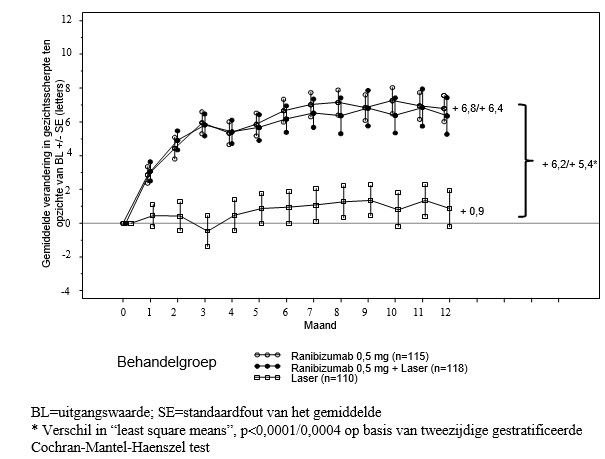 Gemiddelde verandering in gezichtsscherpte ten
opzichte van BL +/- SE (letters)
12
10
8
6
4
2
0
-2
-4
+ 6,8/+ 6,4
+ 6,2/+ 5,4*
+ 0,9
0 1 2 3 4 5 6 7 8 9 10 11 12
Maand
Behandelgroep
Ranibizumab 0,5 mg (n=115)
Ranibizumab 0,5 mg + Laser (n=118)
Laser (n=110)
BL=uitgangswaarde; SE=standaardfout van het gemiddelde
* Verschil in “least square means”, p<0,0001/0,0004 op basis van tweezijdige gestratificeerde
Cochran-Mantel-Haenszel test